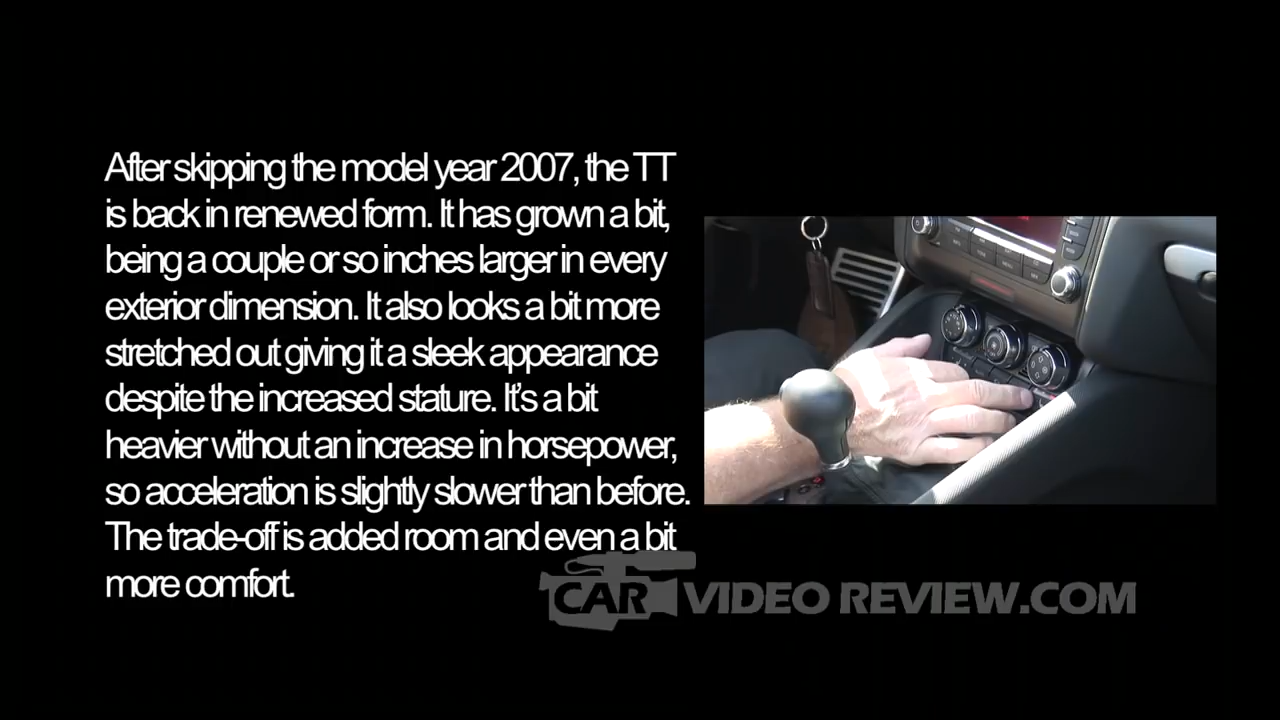 After skipping the model year 2007, the TT
is back in renewed form. It has grown a bit,
being a couple or so inches larger in every
exterior dimension. It also looks a bit more
stretched out giving it a sleek appearance
despite the increased stature. It's a bit
heavier without an increase in horsepower,
so acceleration is slightly slower than before.
The trade-off is added room and even a bit
more comfort.
CAR VIDEO REVIEW.COM